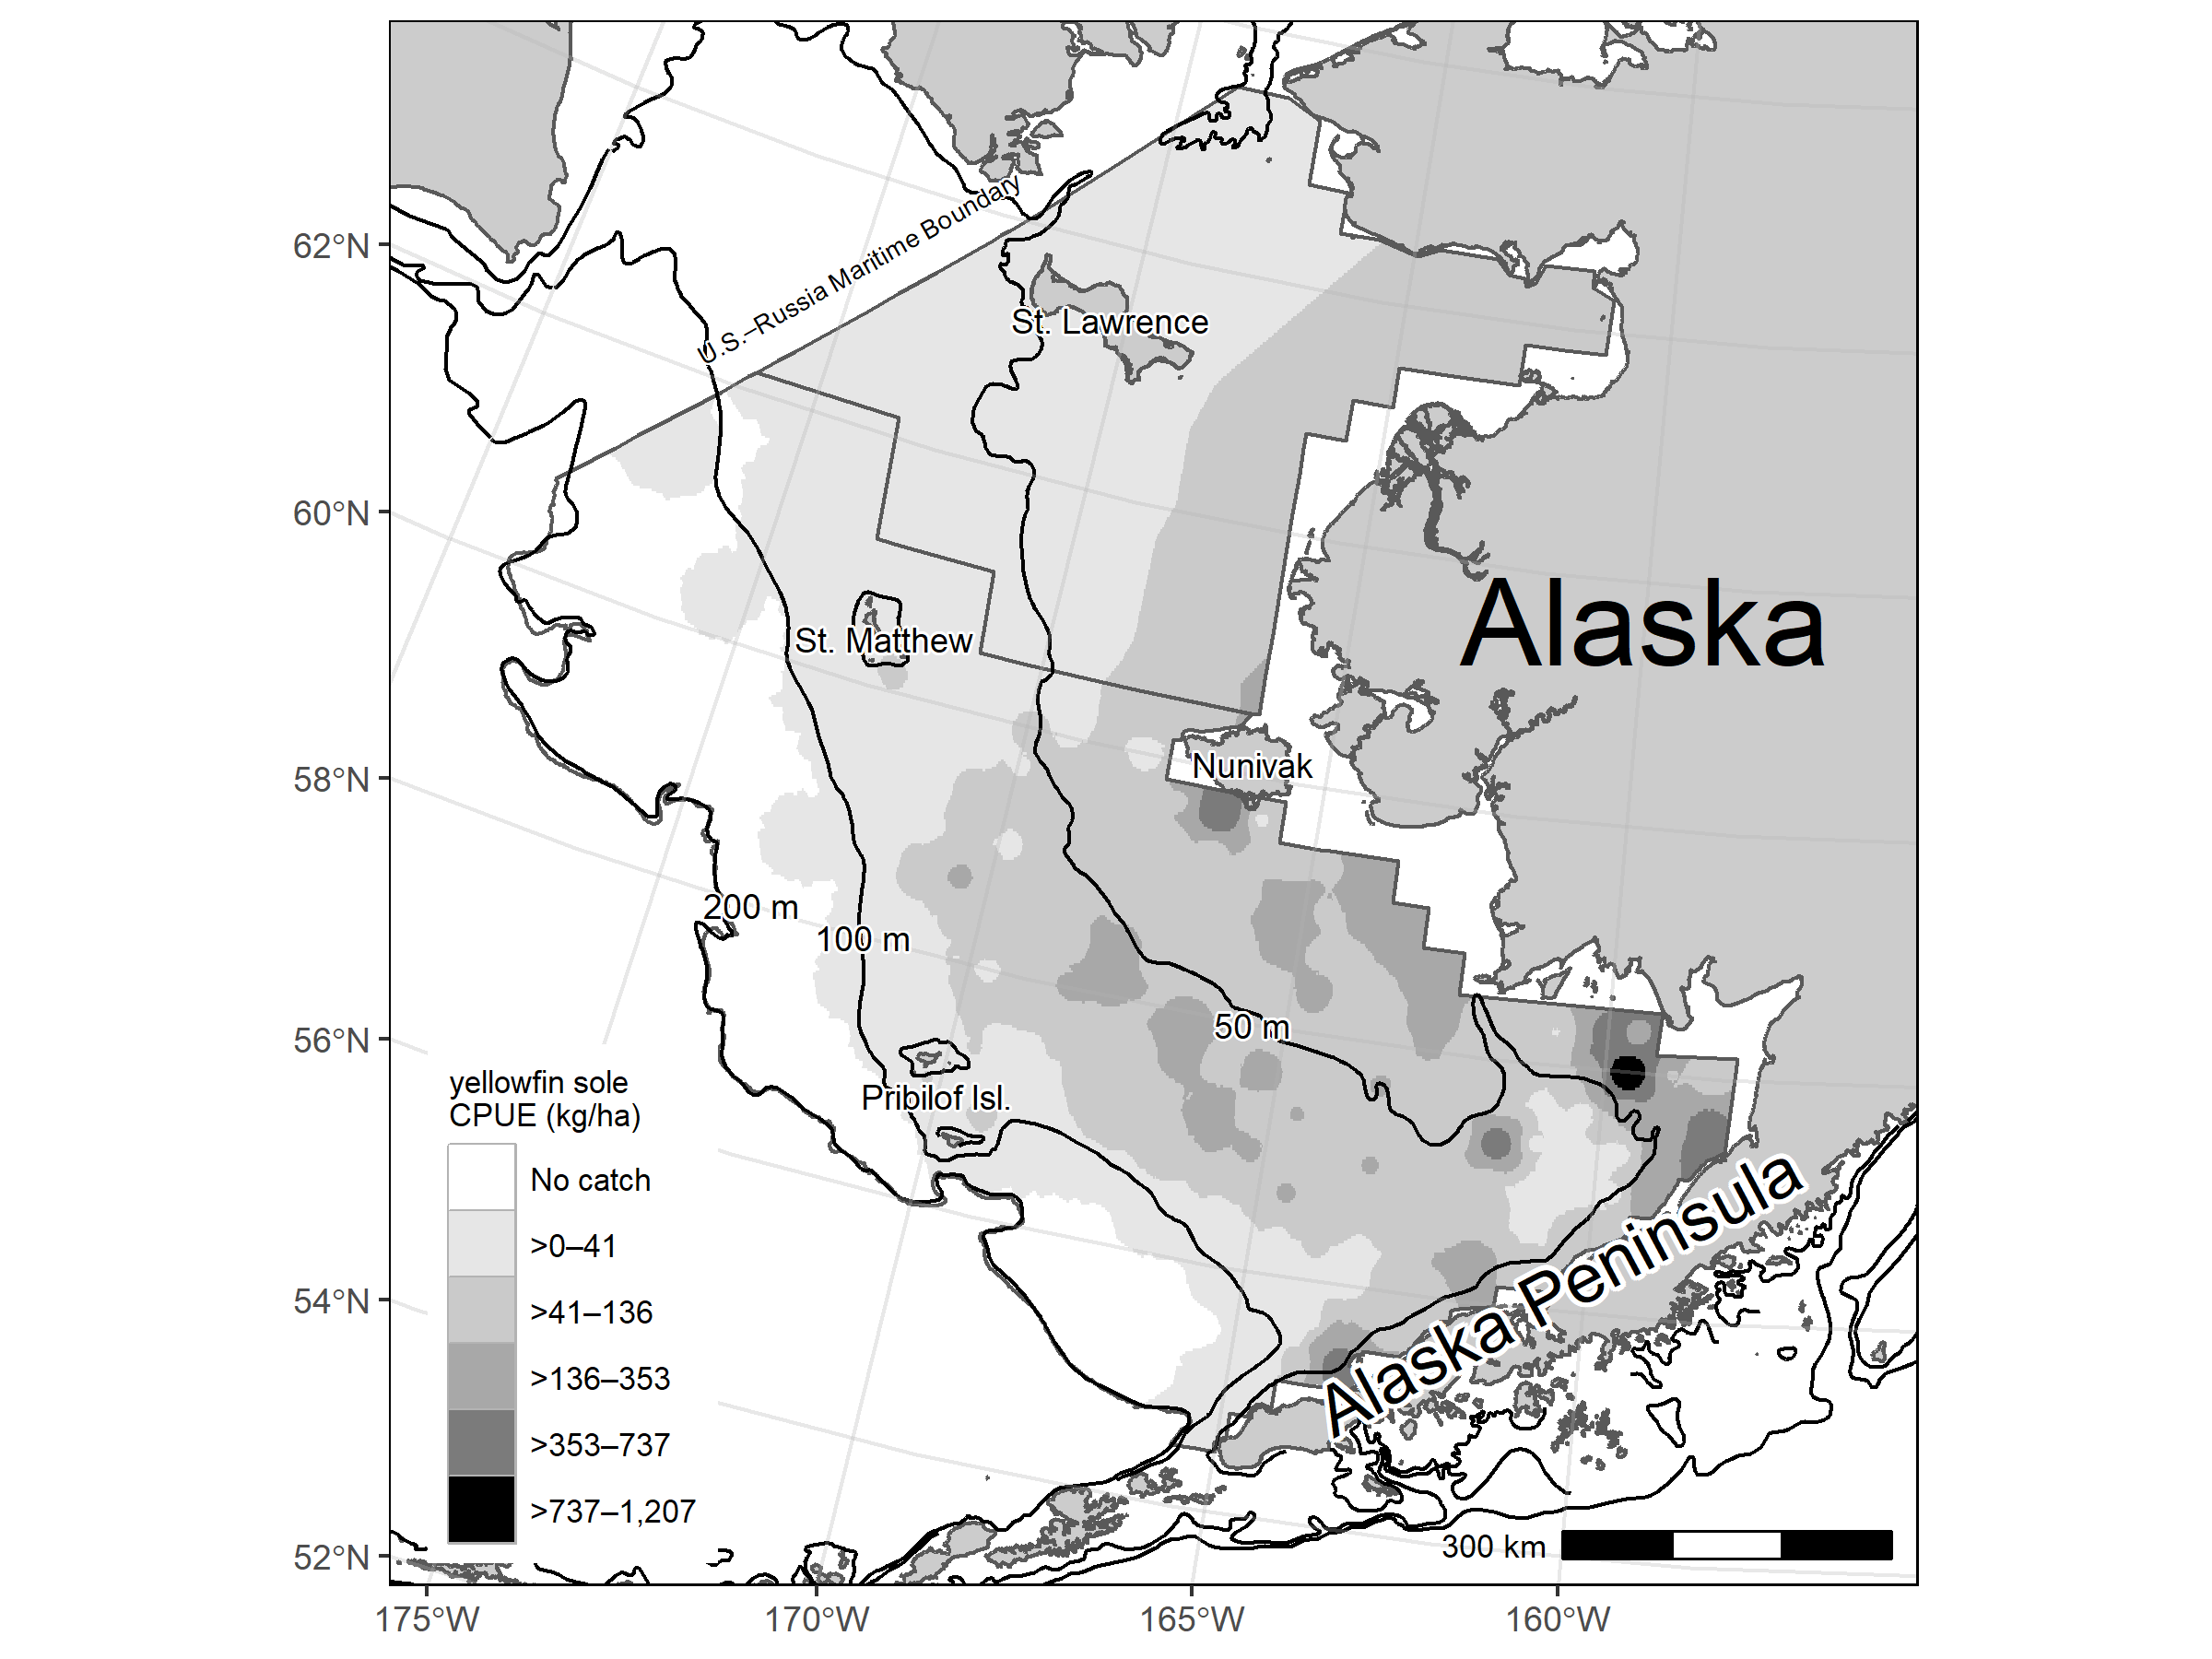 62°N
60°N
58°N
56°N
54°N
52°N
175°W
170°W
165°W
160°W
U.S.–Russia Maritime Boundary
St. Lawrence
St. Matthew
Alaska
Nunivak
200 m
100 m
50 m
Pribilof Isl.
Alaska Peninsula
yellowfin sole
CPUE (kg/ha)
No catch
>0–41
>41–136
>136–353
>353–737
>737–1,207
300 km